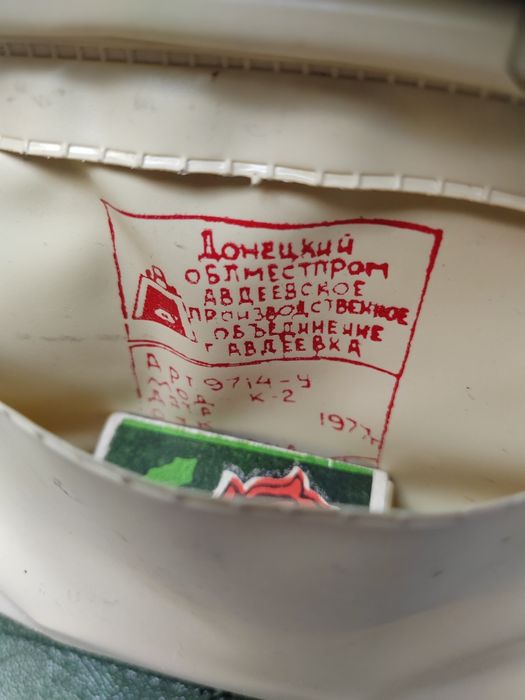 Донецкий
облместпром
Авдеевское
производственное
объединение
г Авдеевка
Арт 9714-У
Мод К-2
1977г